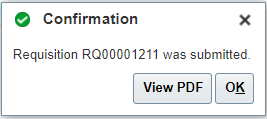 Confirmation
Requisition RQ00001211 was submitted.
View PDF
OK